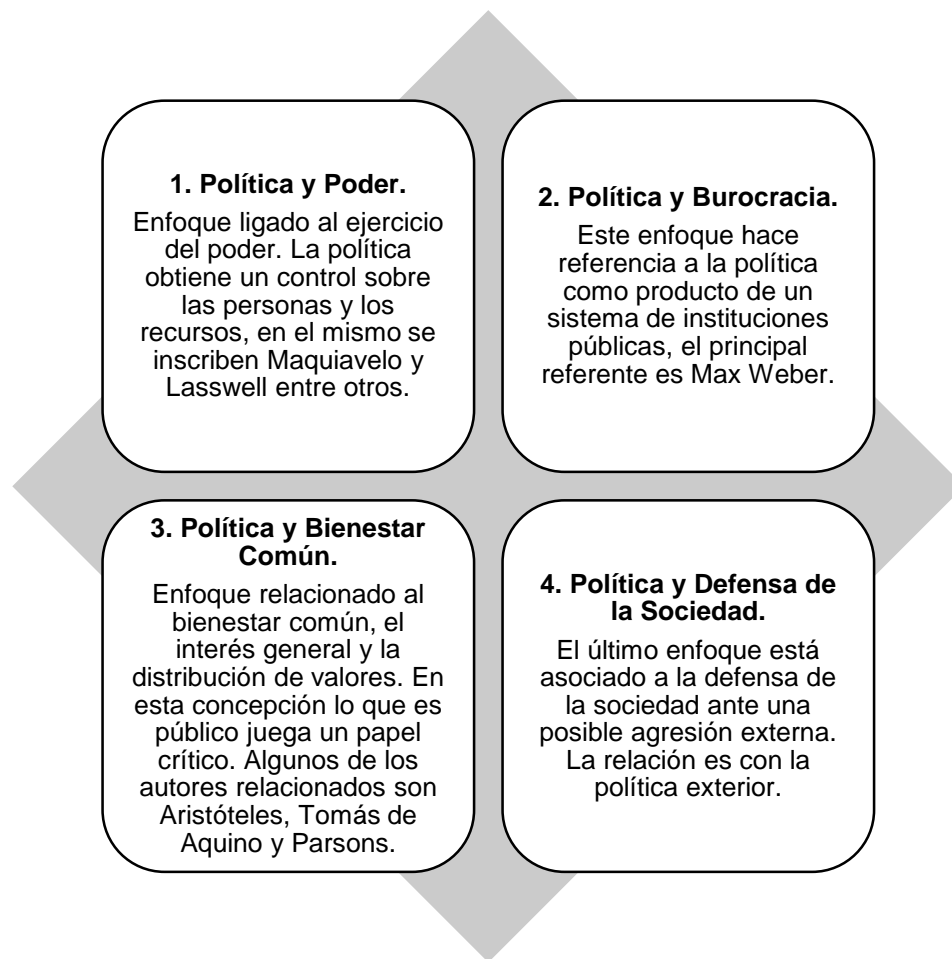 1. Política y Poder.
Enfoque ligado al ejercicio
del poder. La política
obtiene un control sobre
las personas y los
recursos, en el mismo se
inscriben Maquiavelo y
Lasswell entre otros.
2. Política y Burocracia.
Este enfoque hace
referencia a la política
como producto de un
sistema de instituciones
públicas, el principal
referente es Max Weber.
3. Política y Bienestar
Común.
Enfoque relacionado al
bienestar común, el
interés general y la
distribución de valores. En
esta concepción lo que es
público juega un papel
crítico. Algunos de los
autores relacionados son
Aristóteles, Tomás de
Aquino y Parsons.
4. Política y Defensa de
la Sociedad.
El último enfoque está
asociado a la defensa de
la sociedad ante una
posible agresión externa.
La relación es con la
política exterior.